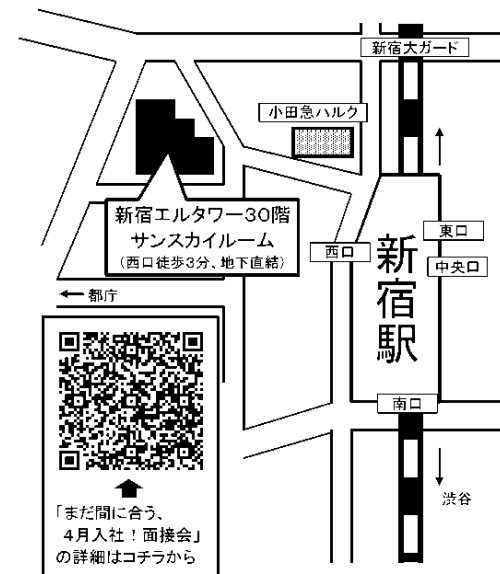 新宿大ガード
小田急ハルク
新宿エルタワー30階
サンスカイルーム
(西口徒歩3分、地下直結)
西口
新宿駅
東口
中央口
←都庁
南口
渋谷
「まだ間に合う、
4月入社!面接会」
の詳細はコチラから